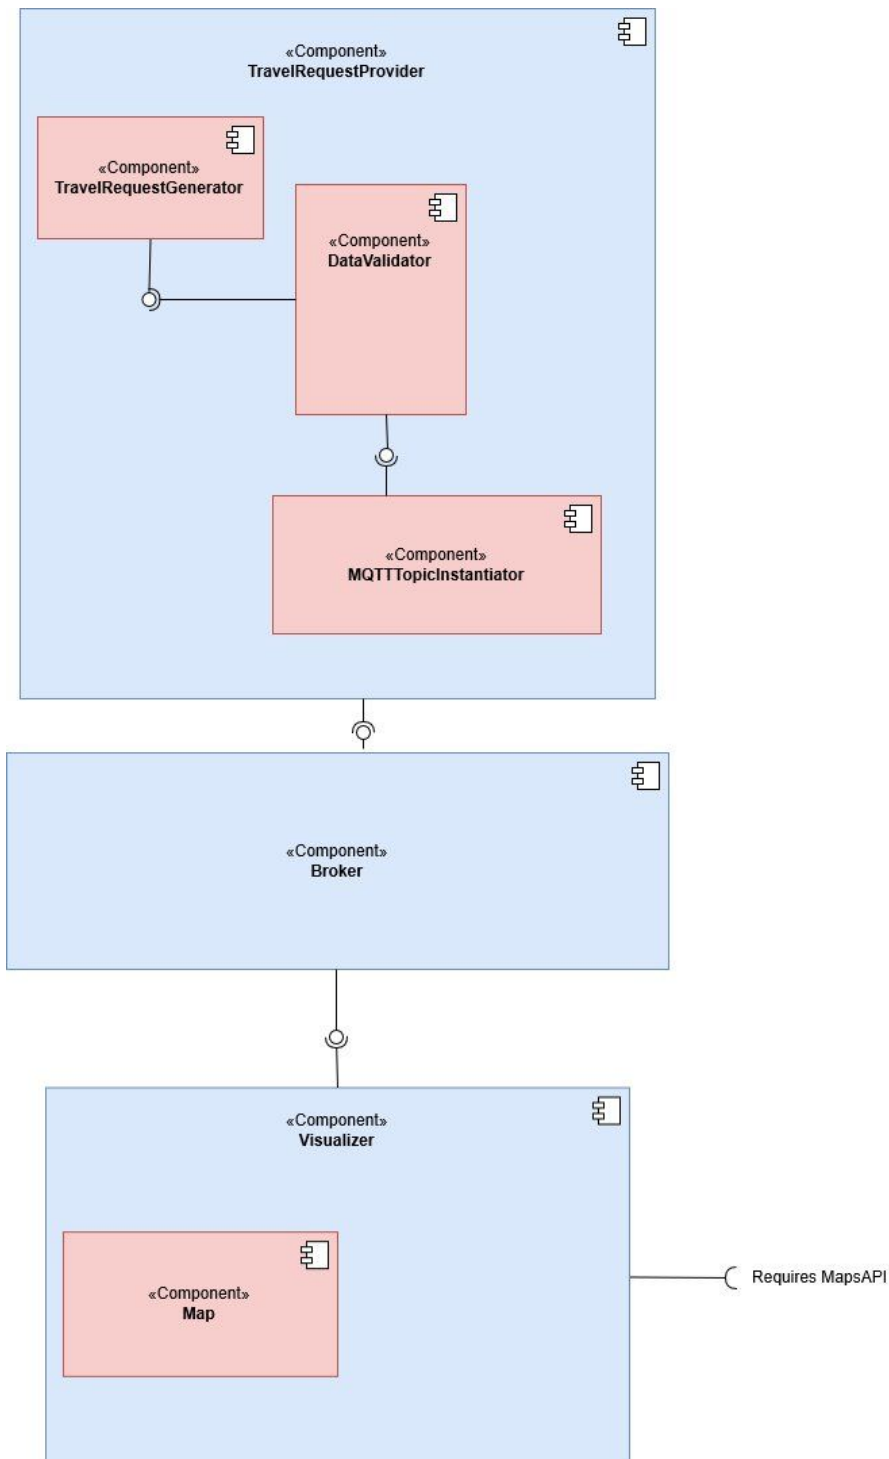 «Component»
TravelRequestProvider
«Component»
TravelRequestGenerator
«Component»
DataValidator
«Component»
MQTTTopicInstantiator
«Component»
Broker
«Component»
Visualizer
«Component»
Map
Requires MapsAPI